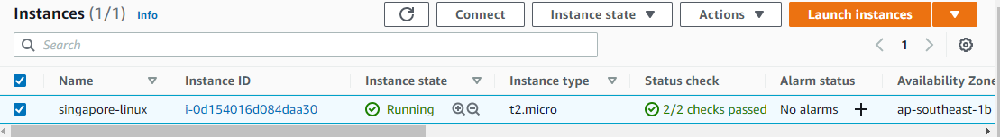 Instances (1/1) Info Connect Instance state Actions Launch instances
Search 1
Name Instance ID Instance state Instance type Status check Alarm status Availability Zone
singapore-linux i-0d154016d084daa30 Running t2.micro 2/2 checks passed No alarms + ap-southeast-1b